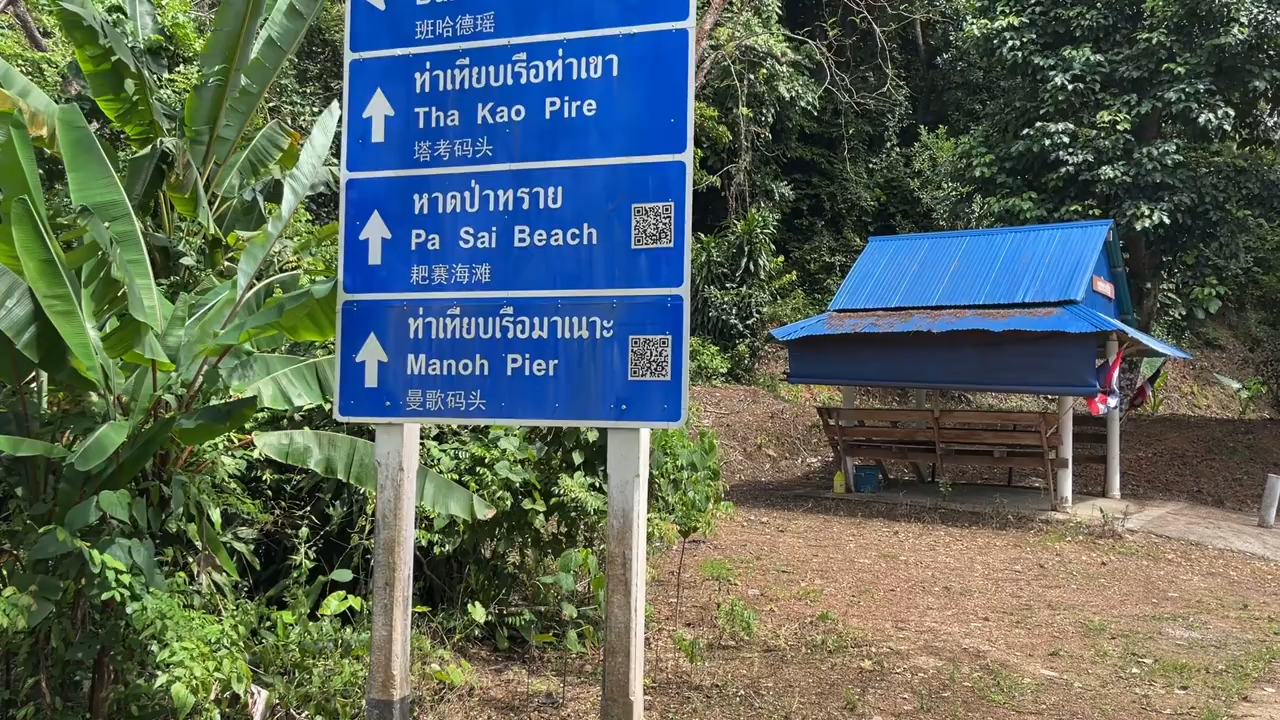 班哈德瑶
ท่าเทียบเรือท่าเขา
Tha Kao Pire
塔考码头
หาดป่าทราย
Pa Sai Beach
耙赛海滩
ท่าเทียบเรือมาเนาะ
Manoh Pier
曼歌码头